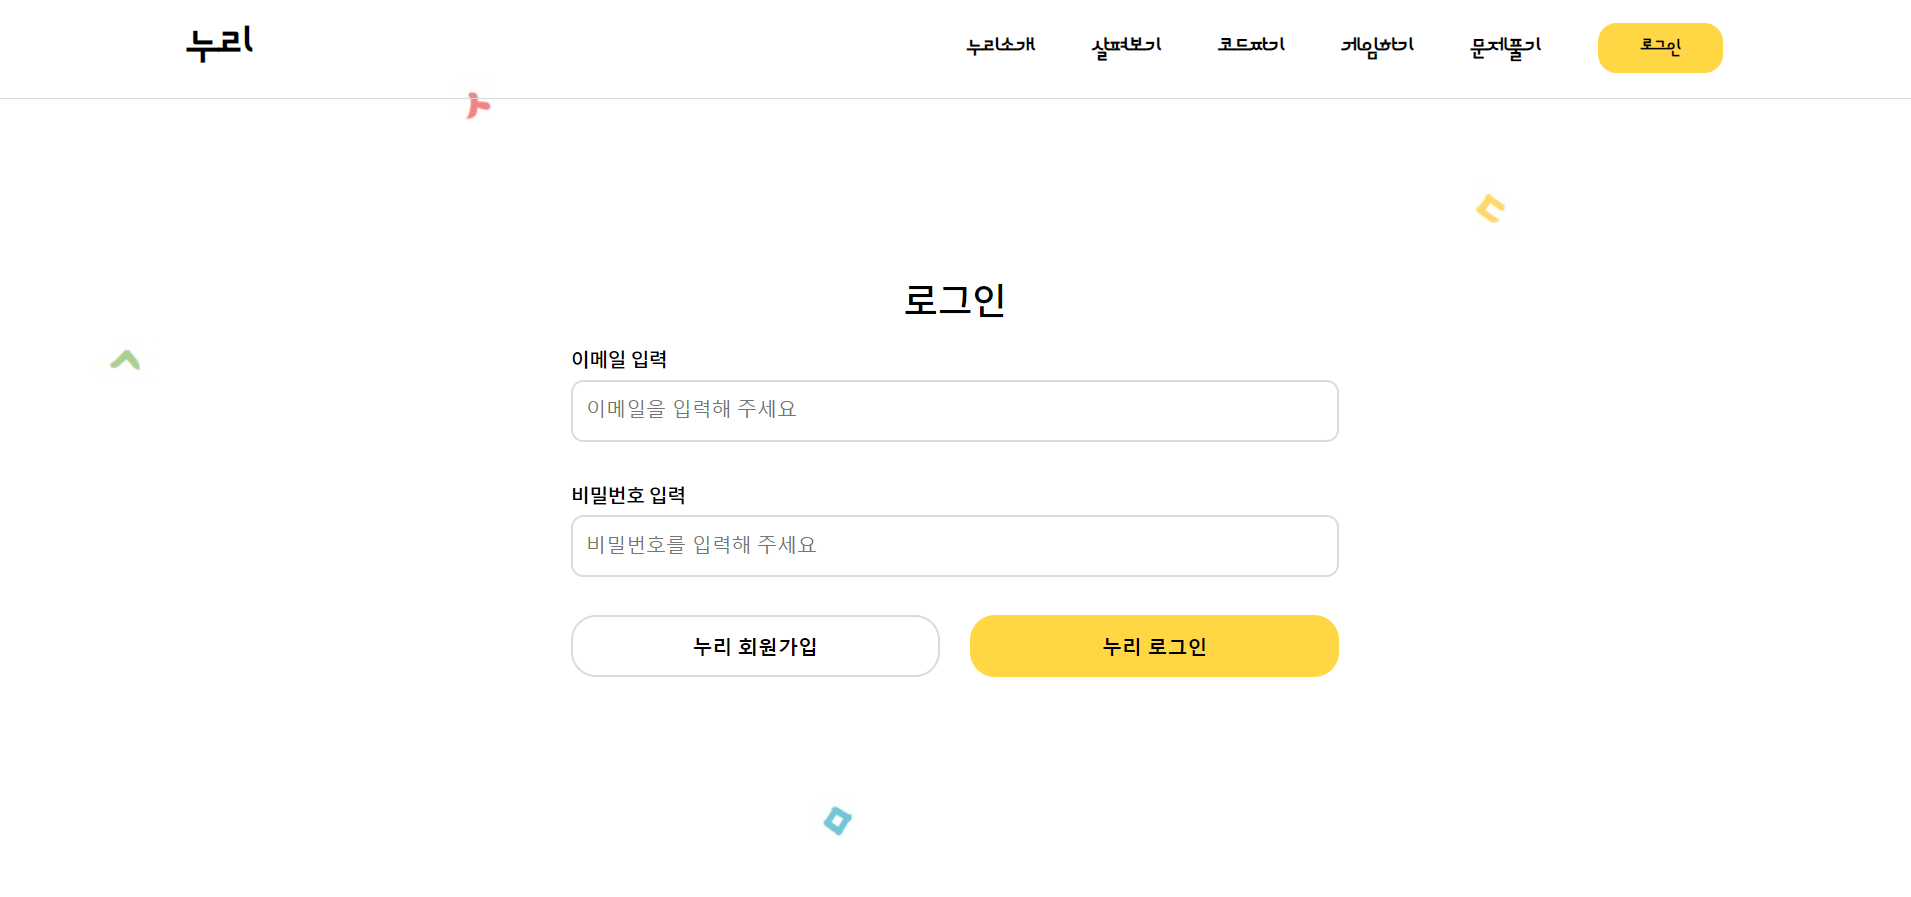 누리
누리소개 살펴보기 코드짜기 게임하기 문제풀기 로그인
로그인
이메일 입력
이메일을 입력해 주세요
비밀번호 입력
비밀번호를 입력해 주세요
누리 회원가입 누리 로그인